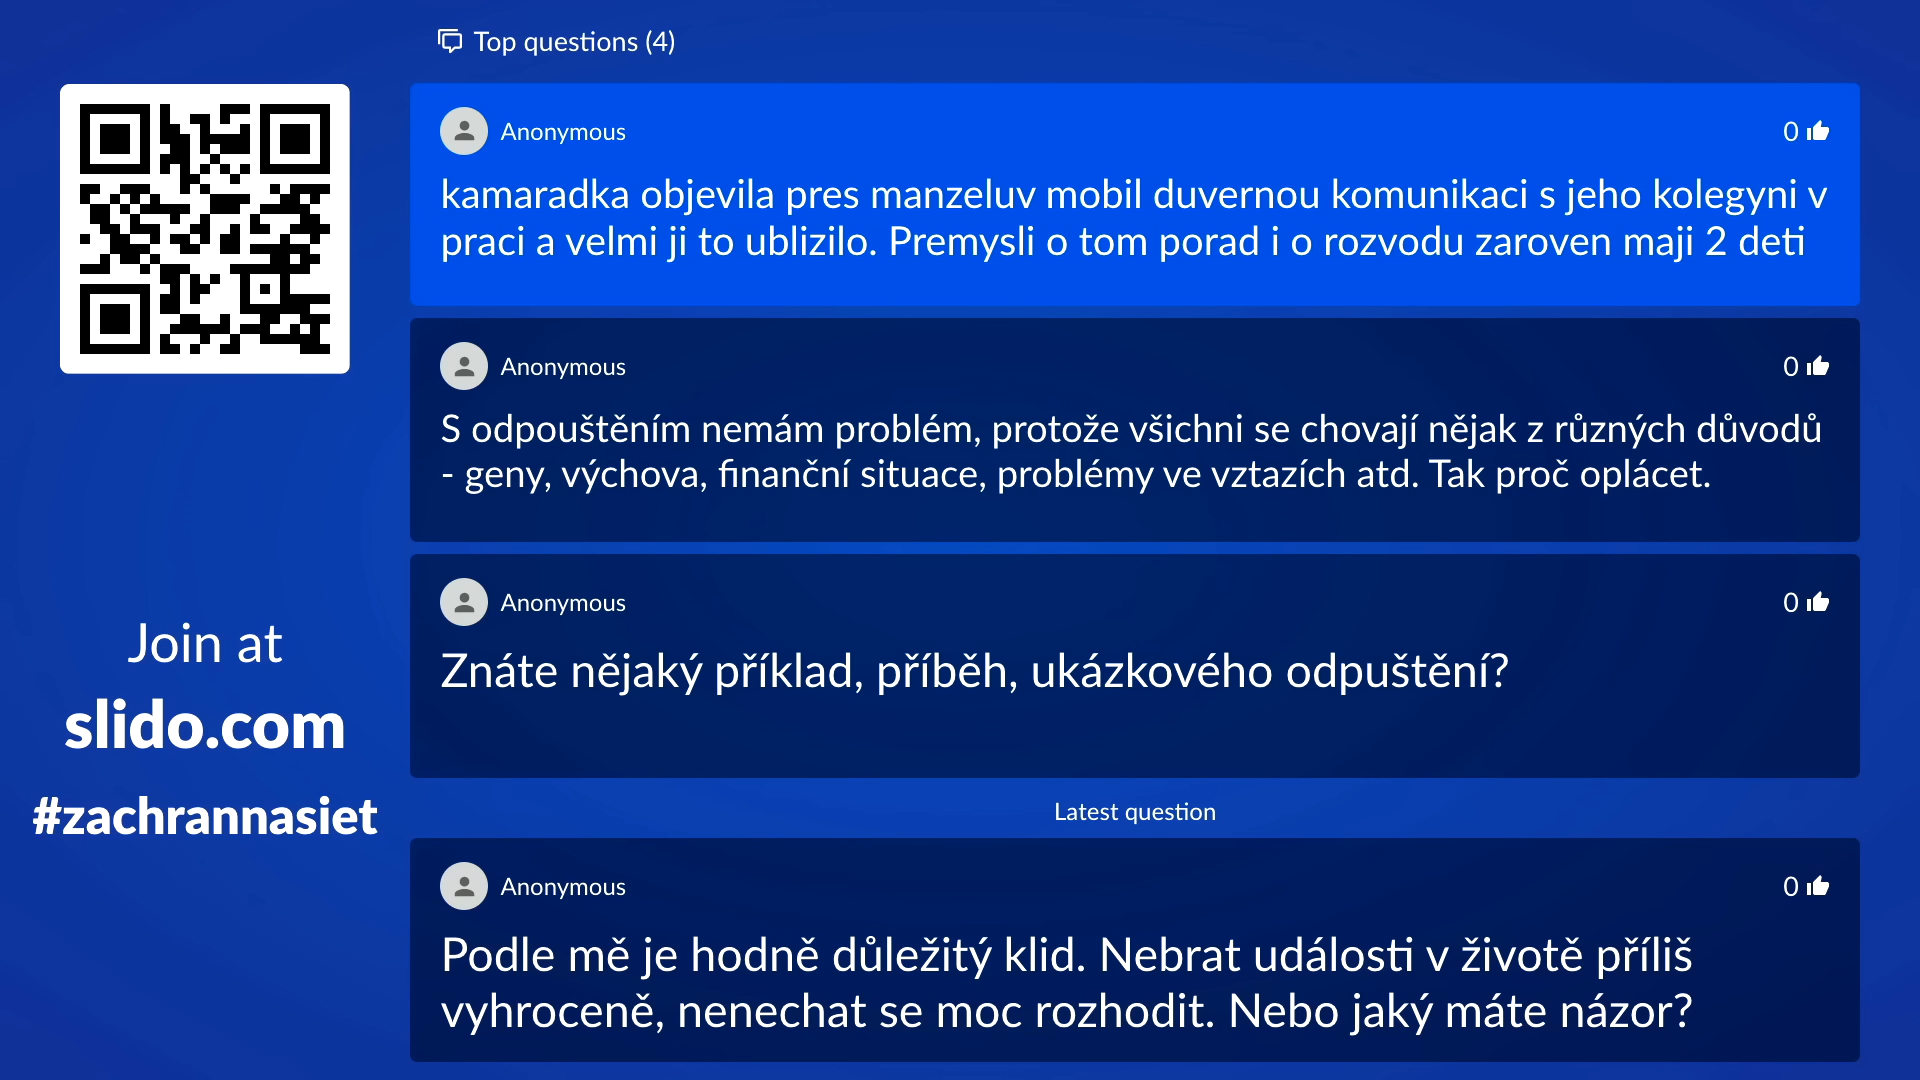 Top questions (4)
Anonymous
0
kamaradka objevila pres manzeluv mobil duvernou komunikaci s jeho kolegyni v
praci a velmi ji to ublizilo. Premysli o tom porad i o rozvodu zaroven maji 2 deti
Anonymous
0
S odpouštěním nemám problém, protože všichni se chovají nějak z různých důvodů
- geny, výchova, finanční situace, problémy ve vztazích atd. Tak proč oplácet.
Anonymous
0
Znáte nějaký příklad, příběh, ukázkového odpuštění?
Latest question
Anonymous
0
Podle mě je hodně důležitý klid. Nebrat události v životě příliš
vyhroceně, nenechat se moc rozhodit. Nebo jaký máte názor?
Join at
slido.com
#zachrannasiet